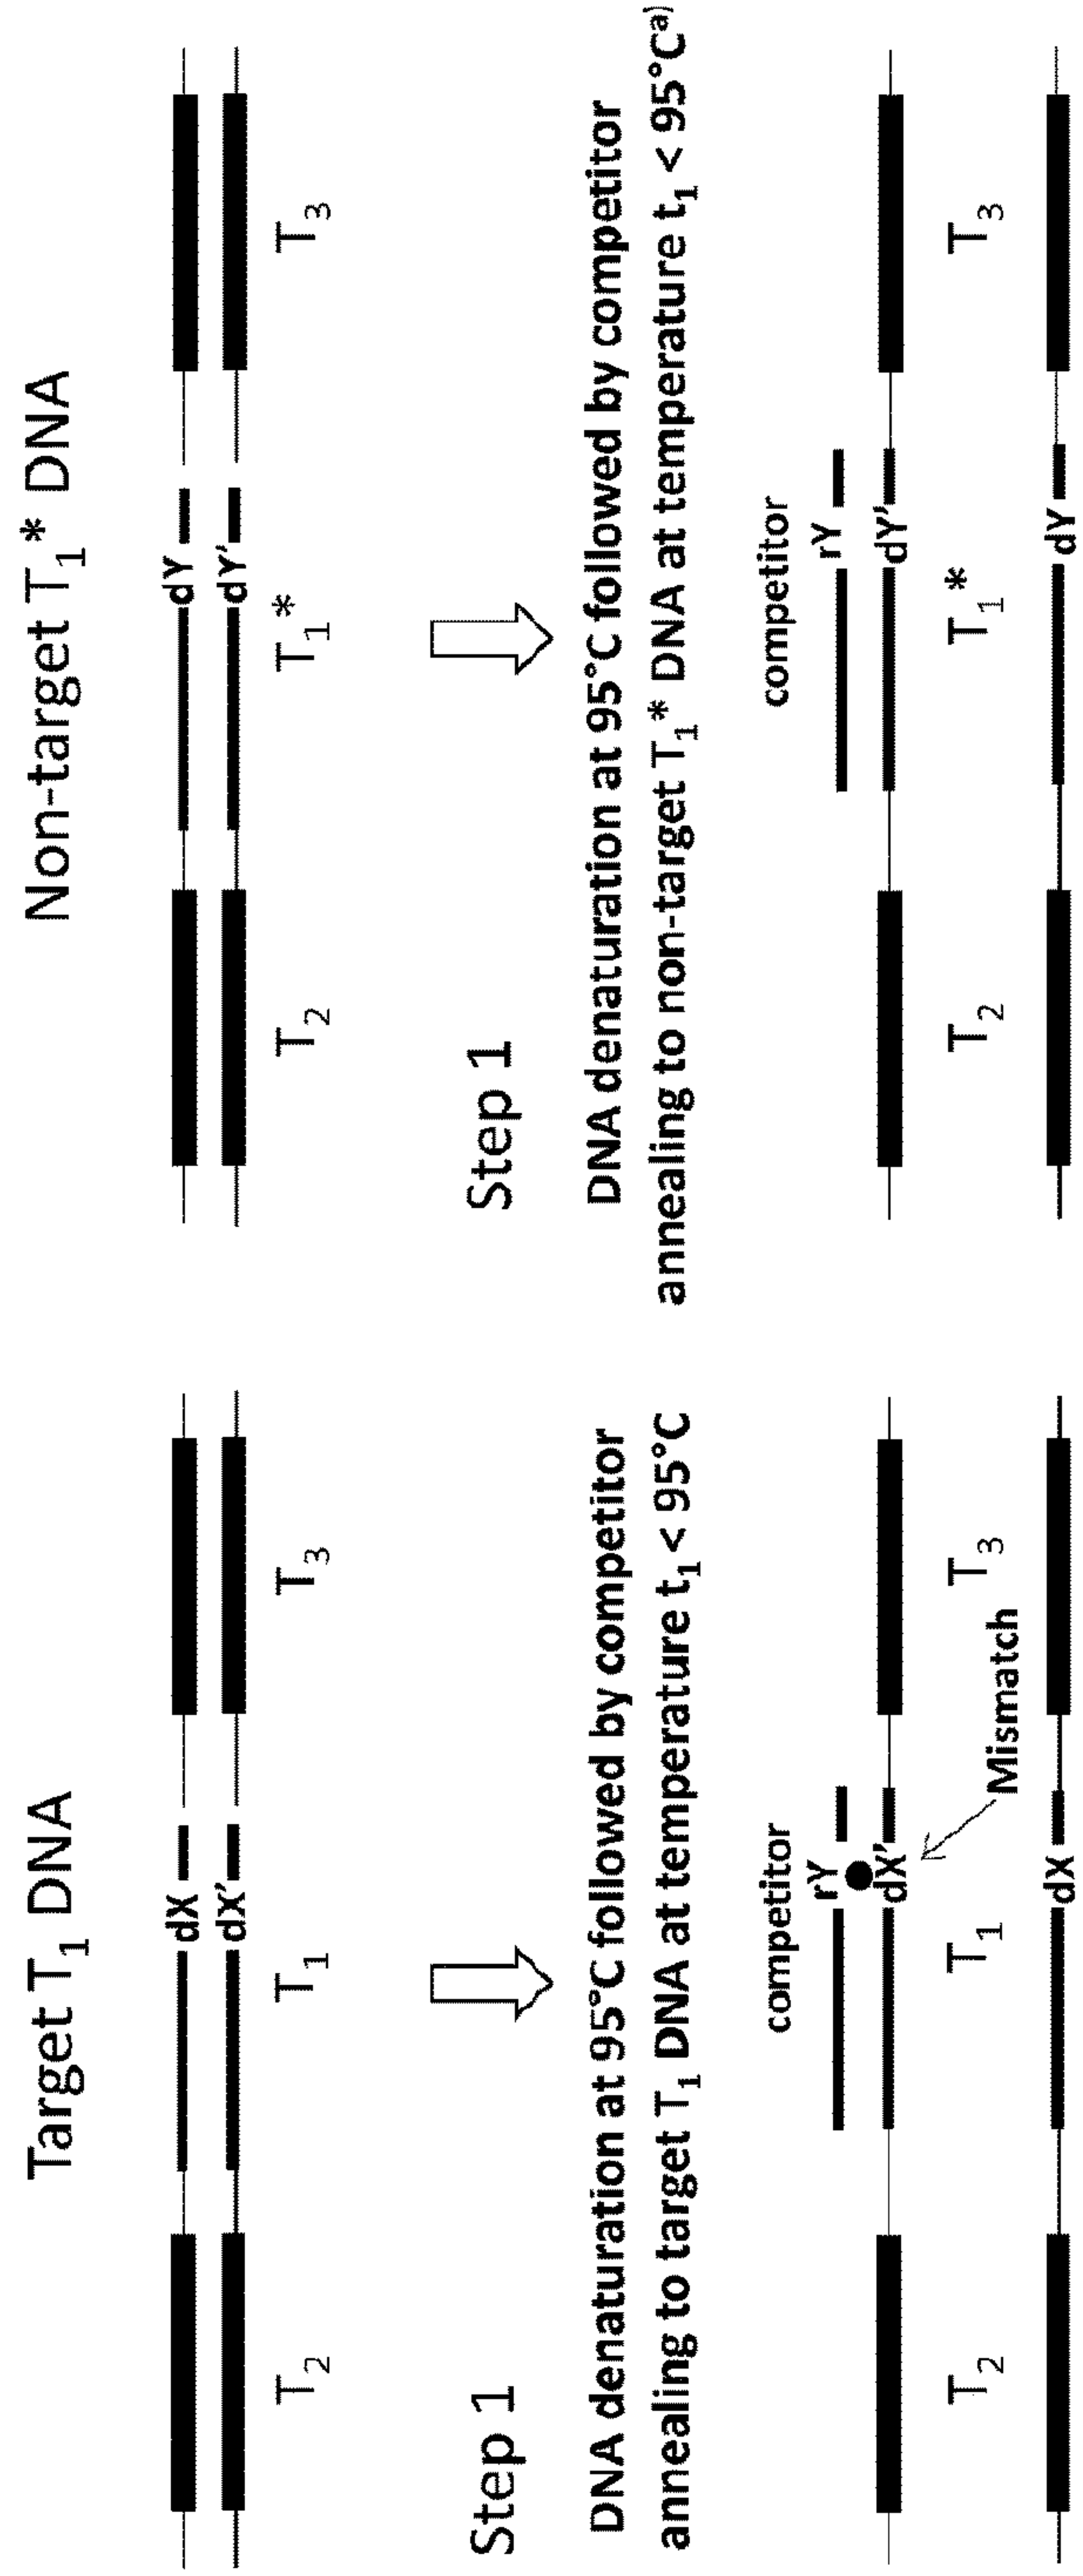 Target T₁ DNA
dX
dX'
T₂ T₁ T₃
Step 1
DNA denaturation at 95°C followed by competitor
annealing to target T₁ DNA at temperature t₁ < 95°C
competitor
rY
dX'
T₂ T₁ T₃
Mismatch
dX
Non-target T₁* DNA
dY
dY'
T₂ T₁* T₃
Step 1
DNA denaturation at 95°C followed by competitor
annealing to non-target T₁* DNA at temperature t₁ < 95°Cᵃ⁾
competitor
rY
dY'
T₂ T₁* T₃
dY